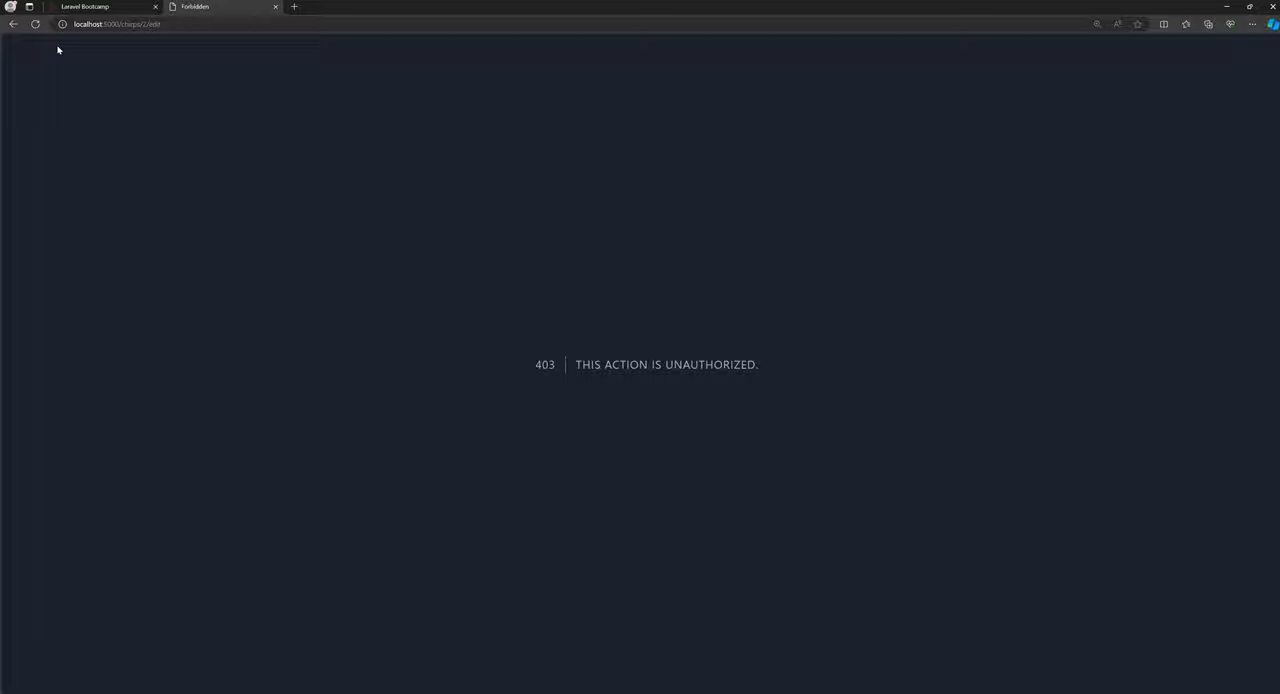 Laravel Bootcamp
Forbidden
localhost:5000/chirps/2/edit
403 THIS ACTION IS UNAUTHORIZED.